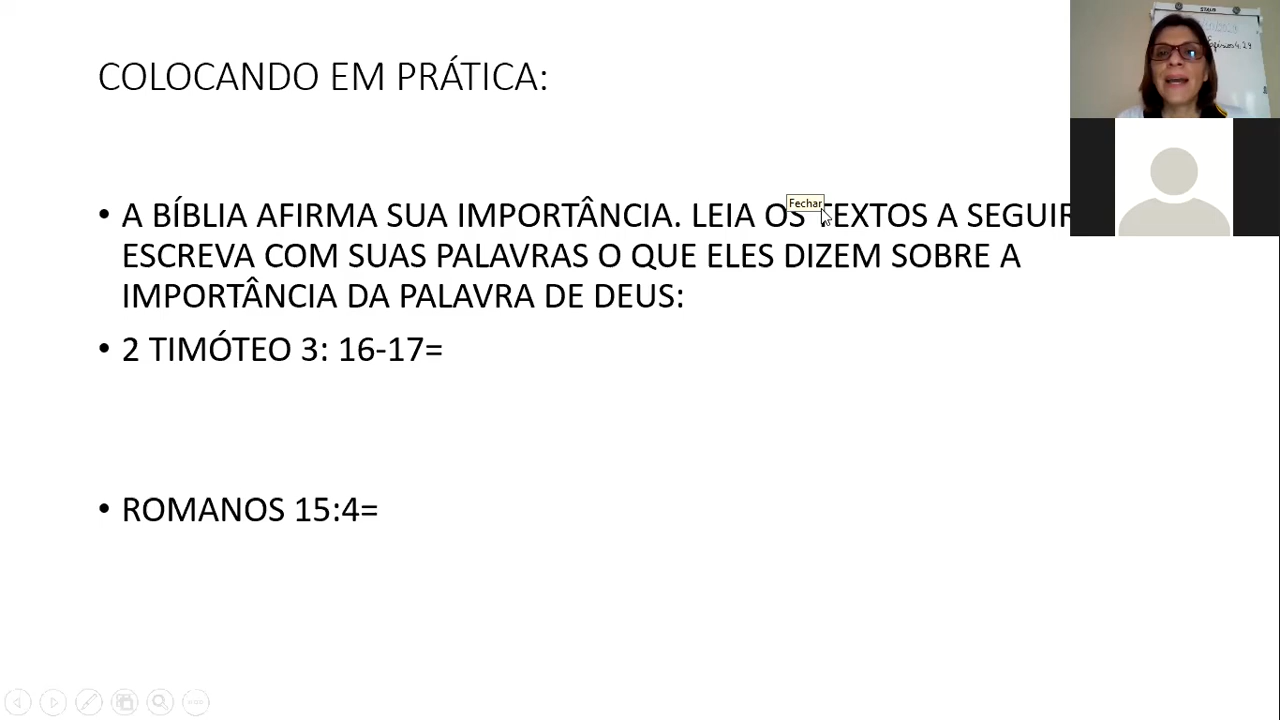 COLOCANDO EM PRÁTICA:
• A BÍBLIA AFIRMA SUA IMPORTÂNCIA. LEIA OS TEXTOS A SEGUIR
ESCREVA COM SUAS PALAVRAS O QUE ELES DIZEM SOBRE A
IMPORTÂNCIA DA PALAVRA DE DEUS:
• 2 TIMÓTEO 3: 16-17=
• ROMANOS 15:4=
Fechar
STALO